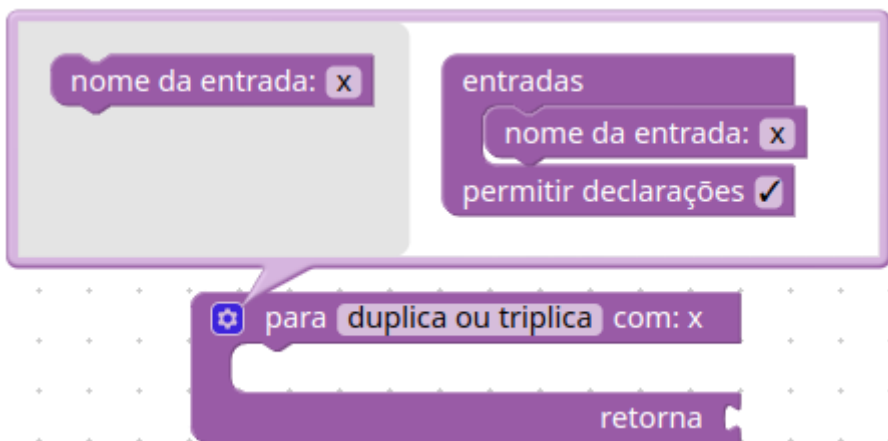 nome da entrada: x
entradas
nome da entrada: x
permitir declarações ✓
para duplica ou triplica com: x
retorna